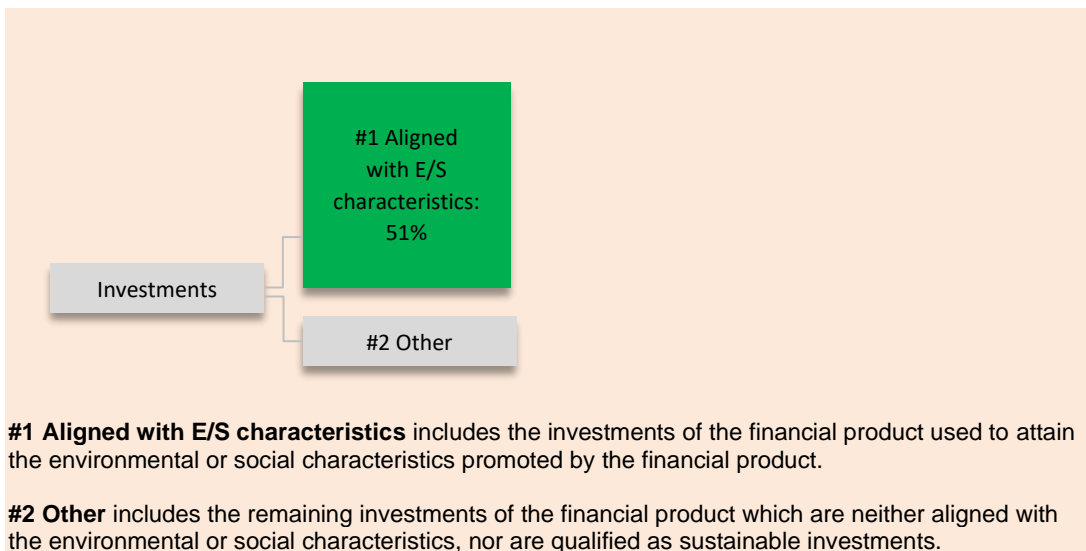 #1 Aligned
with E/S
characteristics:
51%
Investments
#2 Other
#1 Aligned with E/S characteristics includes the investments of the financial product used to attain
the environmental or social characteristics promoted by the financial product.
#2 Other includes the remaining investments of the financial product which are neither aligned with
the environmental or social characteristics, nor are qualified as sustainable investments.